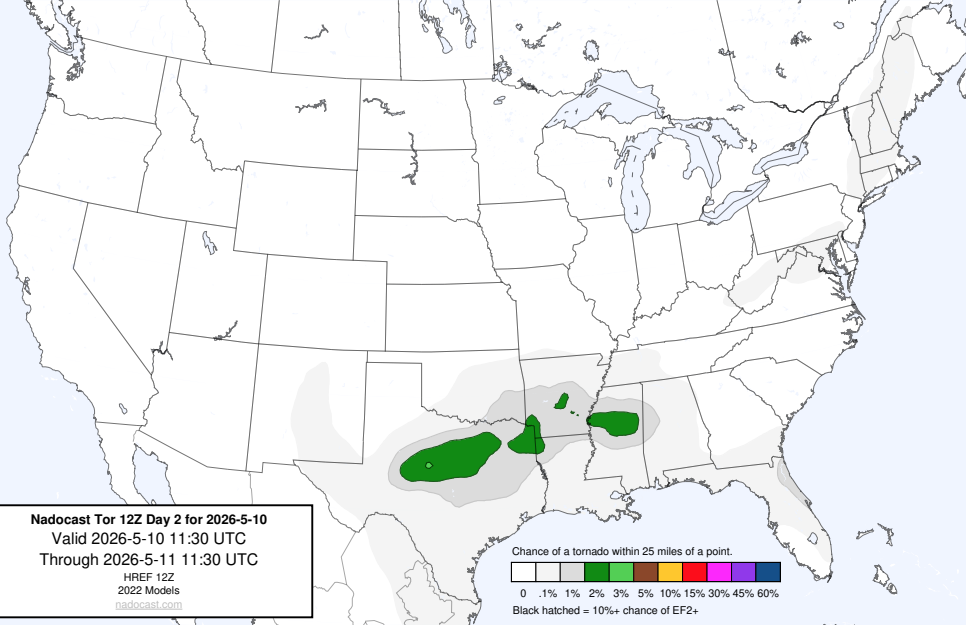 Nadocast Tor 12Z Day 2 for 2026-5-10
Valid 2026-5-10 11:30 UTC
Through 2026-5-11 11:30 UTC
HREF 12Z
2022 Models
nadocast.com
Chance of a tornado within 25 miles of a point.
0 .1% 1% 2% 3% 5% 10% 15% 30% 45% 60%
Black hatched = 10%+ chance of EF2+